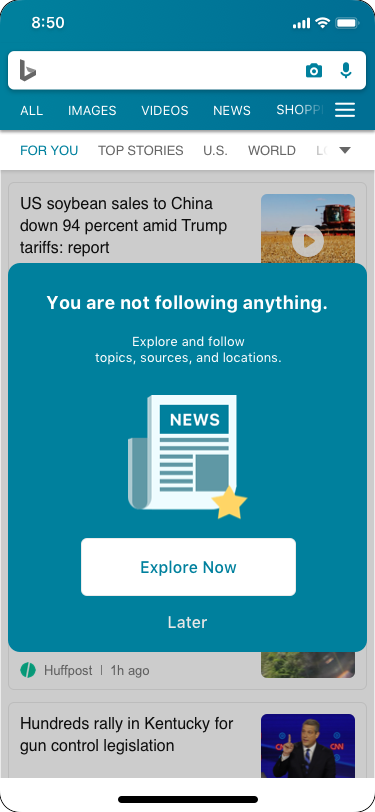 8:50
ALL IMAGES VIDEOS NEWS SHOPP
FOR YOU TOP STORIES U.S. WORLD
US soybean sales to China
down 94 percent amid Trump
tariffs: report
You are not following anything.
Explore and follow
topics, sources, and locations.
NEWS
Explore Now
Later
Huffpost | 1h ago
Hundreds rally in Kentucky for
gun control legislation
CNN